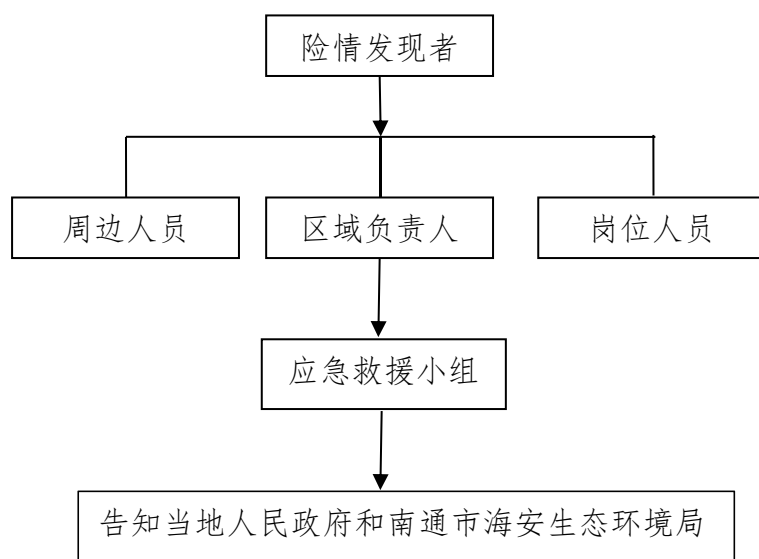 险情发现者
周边人员
区域负责人
岗位人员
应急救援小组
告知当地人民政府和南通市海安生态环境局